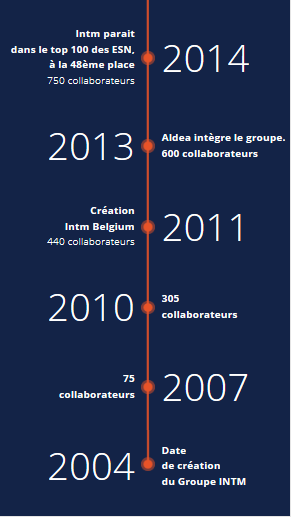 Intm parait
dans le top 100 des ESN,
à la 48ème place
750 collaborateurs
2014
2013
Aldea intègre le groupe.
600 collaborateurs
Création
Intm Belgium
440 collaborateurs
2011
2010
305
collaborateurs
75
collaborateurs
2007
2004
Date
de création
du Groupe INTM